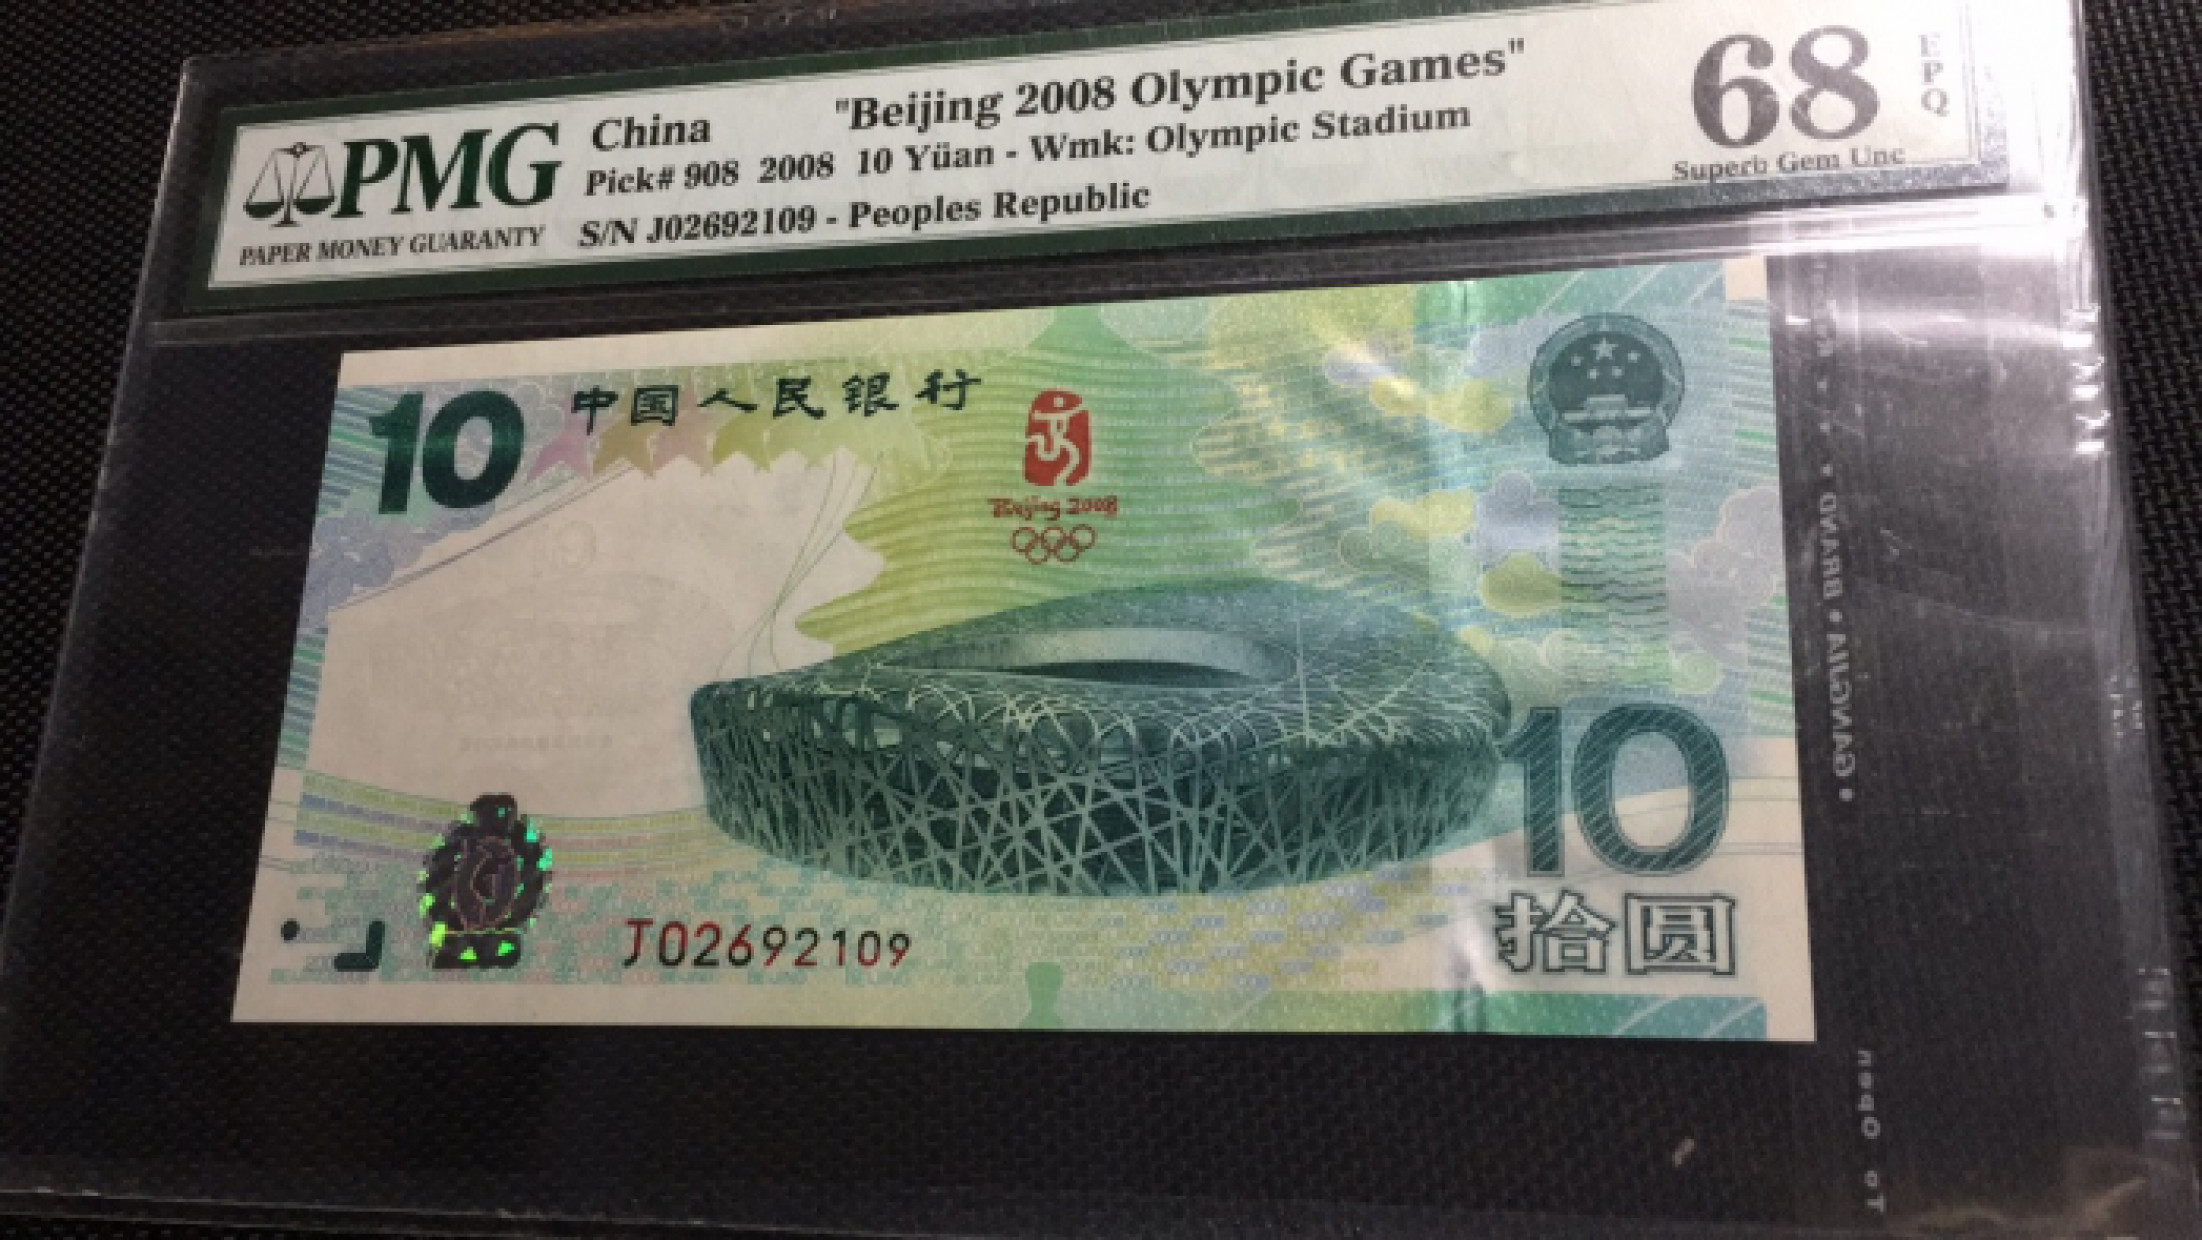 China "Beijing 2008 Olympic Games"
68 EPQ
Pick# 908 2008 10 Yüan - Wmk: Olympic Stadium
Superb Gem Unc
PMG
S/N J02692109 - Peoples Republic
PAPER MONEY GUARANTY
10 中国人民银行
Beijing 2008
10
拾圆
J02692109